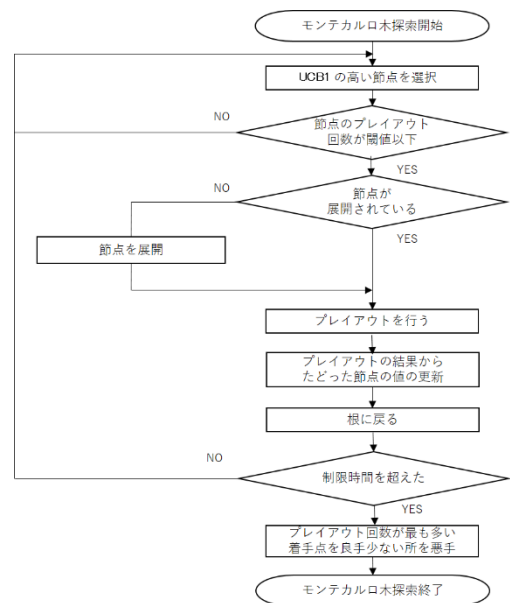 モンテカルロ木探索開始
UCB1 の高い節点を選択
NO
節点のプレイアウト
回数が閾値以下
YES
NO
節点が
展開されている
YES
節点を展開
プレイアウトを行う
プレイアウトの結果から
たどった節点の値の更新
根に戻る
NO
制限時間を超えた
YES
プレイアウト回数が最も多い
着手点を良手少ない所を悪手
モンテカルロ木探索終了